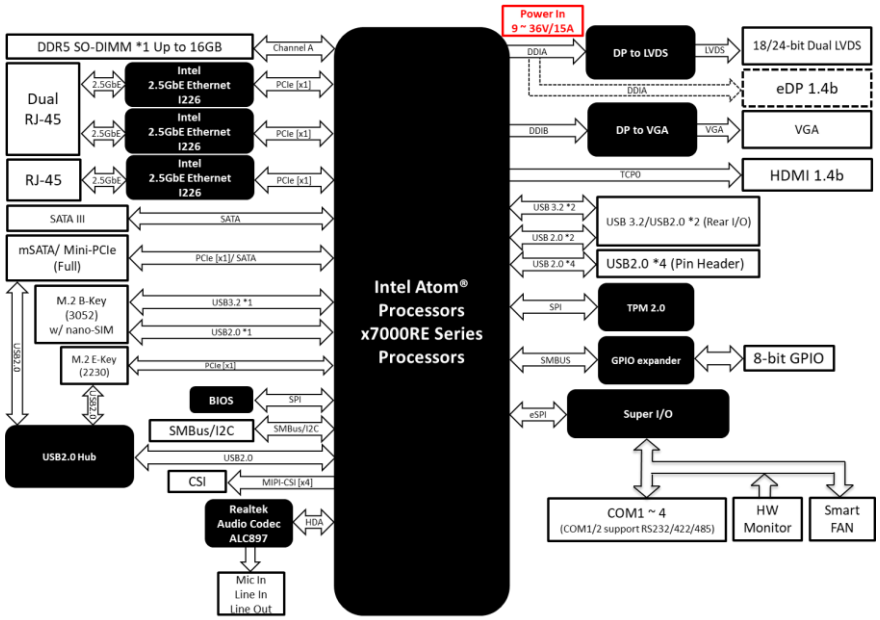 Power In
9 ~ 36V/15A
DDR5 SO-DIMM *1 Up to 16GB
Channel A
Dual
RJ-45
2.5GbE
Intel
2.5GbE Ethernet
I226
PCIe [x1]
2.5GbE
Intel
2.5GbE Ethernet
I226
PCIe [x1]
RJ-45
2.5GbE
Intel
2.5GbE Ethernet
I226
PCIe [x1]
SATA III
SATA
mSATA/ Mini-PCIe
(Full)
PCIe [x1]/ SATA
M.2 B-Key
(3052)
w/ nano-SIM
USB3.2 *1
USB2.0 *1
USB2.0
M.2 E-Key
(2230)
PCIe [x1]
USB2.0
BIOS
SPI
SMBus/I2C
SMBus/I2C
USB2.0 Hub
USB2.0
CSI
MIPI-CSI [x4]
Realtek
Audio Codec
ALC897
HDA
Mic In
Line In
Line Out
Intel Atom®
Processors
x7000RE Series
Processors
DDIA
DP to LVDS
LVDS
18/24-bit Dual LVDS
DDIA
eDP 1.4b
DDIB
DP to VGA
VGA
VGA
TCP0
HDMI 1.4b
USB 3.2 *2
USB 2.0 *2
USB 3.2/USB2.0 *2 (Rear I/O)
USB 2.0 *4
USB2.0 *4 (Pin Header)
SPI
TPM 2.0
SMBUS
GPIO expander
8-bit GPIO
eSPI
Super I/O
COM1 ~ 4
(COM1/2 support RS232/422/485)
HW
Monitor
Smart
FAN